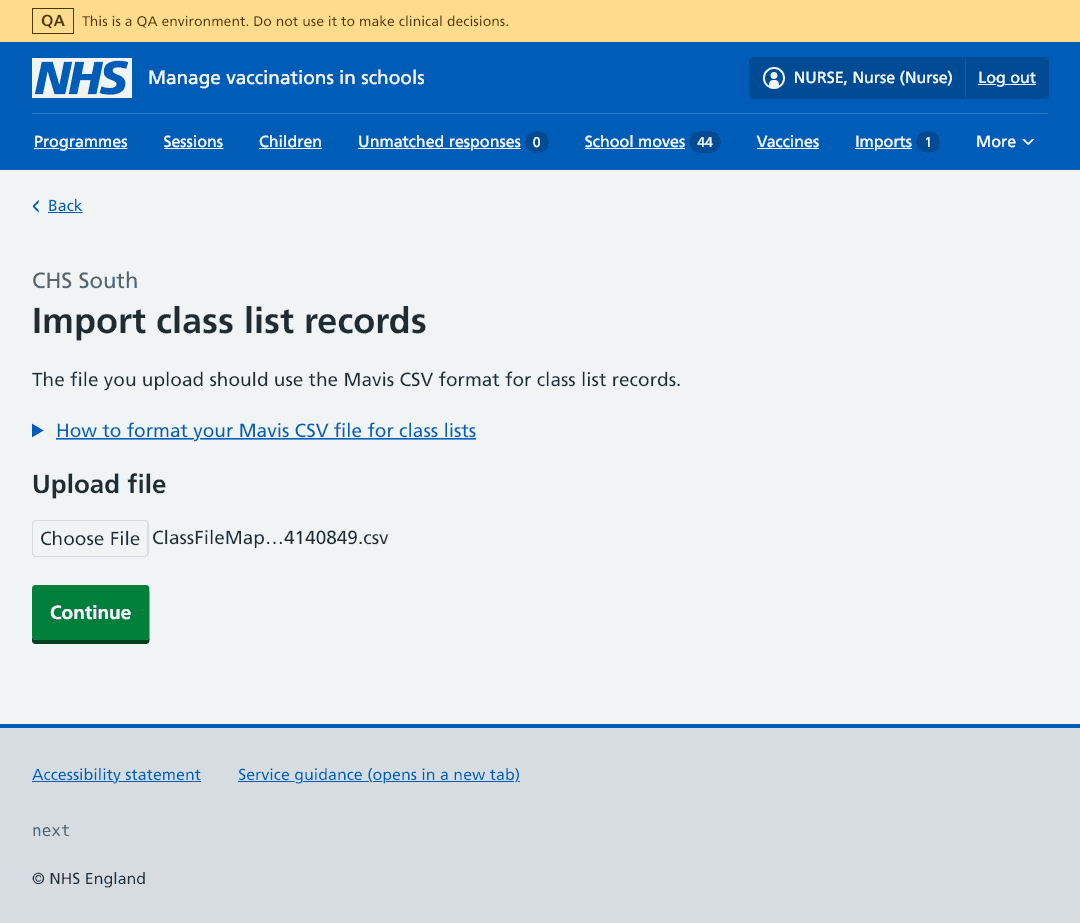 QA This is a QA environment. Do not use it to make clinical decisions.
NHS Manage vaccinations in schools NURSE, Nurse (Nurse) Log out
Programmes Sessions Children Unmatched responses 0 School moves 44 Vaccines Imports 1 More
Back
CHS South
Import class list records
The file you upload should use the Mavis CSV format for class list records.
How to format your Mavis CSV file for class lists
Upload file
Choose File ClassFileMap…4140849.csv
Continue
Accessibility statement Service guidance (opens in a new tab)
next
© NHS England